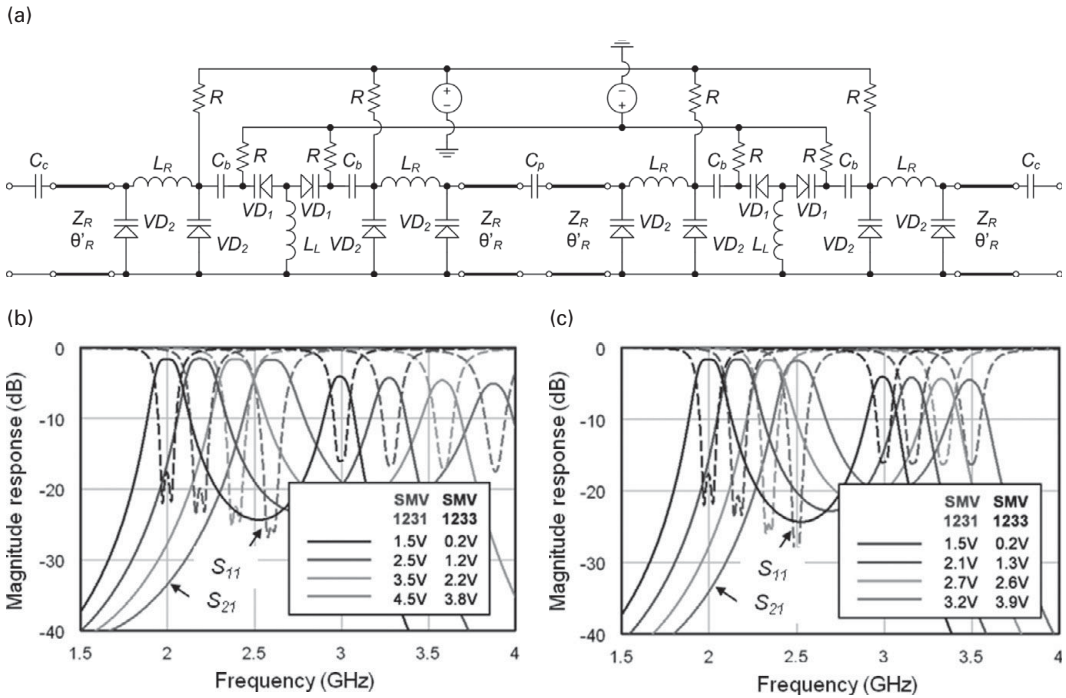 (a)
R R R R
+ − − +
R R R R
C_c L_R C_b C_b L_R C_p L_R C_b C_b L_R C_c
Z_R θ'_R VD_2 VD_1 VD_1 Z_R θ'_R Z_R θ'_R VD_1 VD_1 Z_R θ'_R
VD_2 L_L VD_2 VD_2 VD_2 VD_2 L_L VD_2 VD_2
(b)
Magnitude response (dB)
0
-10
-20
-30
-40
SMV SMV
1231 1233
1.5V 0.2V
2.5V 1.2V
3.5V 2.2V
4.5V 3.8V
S_11
S_21
1.5 2 2.5 3 3.5 4
Frequency (GHz)
(c)
Magnitude response (dB)
0
-10
-20
-30
-40
SMV SMV
1231 1233
1.5V 0.2V
2.1V 1.3V
2.7V 2.6V
3.2V 3.9V
S_11
S_21
1.5 2 2.5 3 3.5 4
Frequency (GHz)